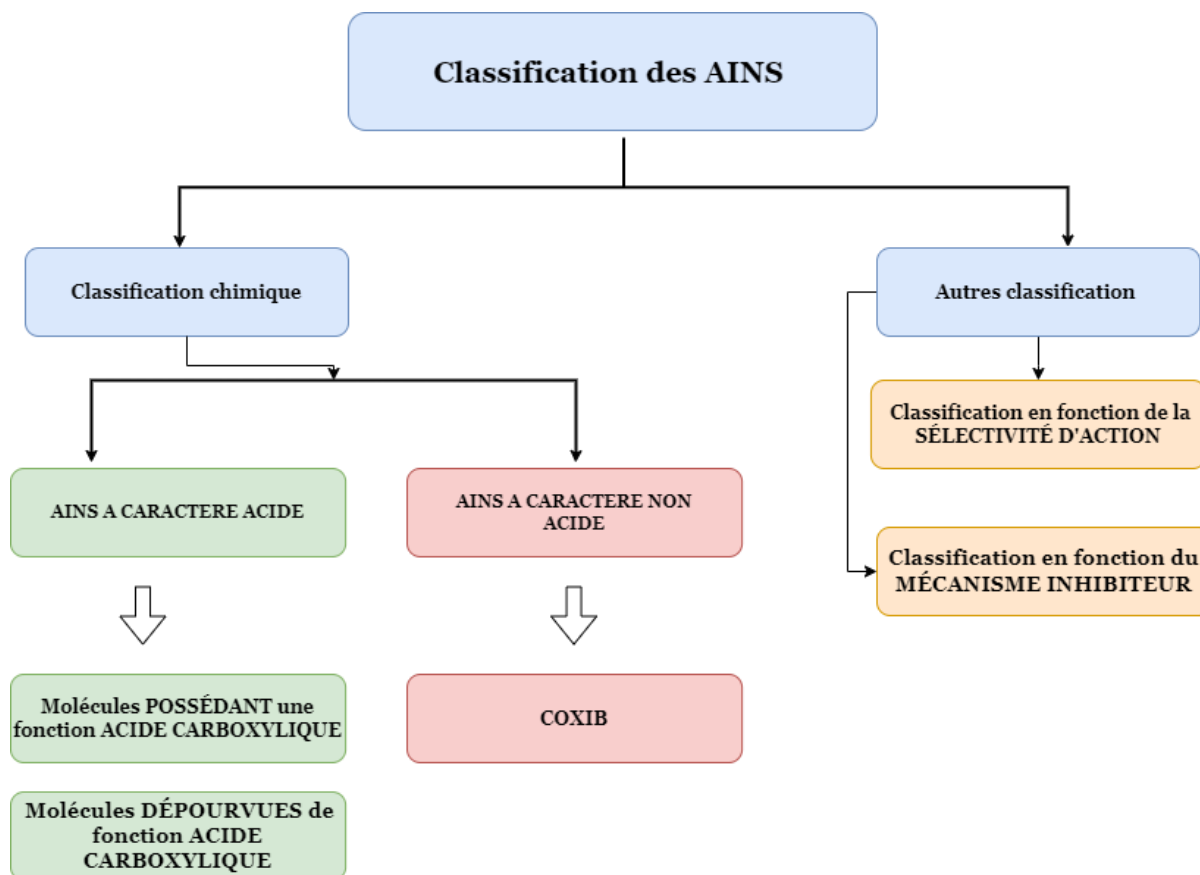 Classification des AINS
Classification chimique
Autres classification
Classification en fonction de la
SÉLECTIVITÉ D'ACTION
AINS A CARACTÈRE ACIDE
AINS A CARACTERE NON
ACIDE
Classification en fonction du
MÉCANISME INHIBITEUR
Molécules POSSÉDANT une
fonction ACIDE CARBOXYLIQUE
COXIB
Molécules DÉPOURVUES de
fonction ACIDE
CARBOXYLIQUE